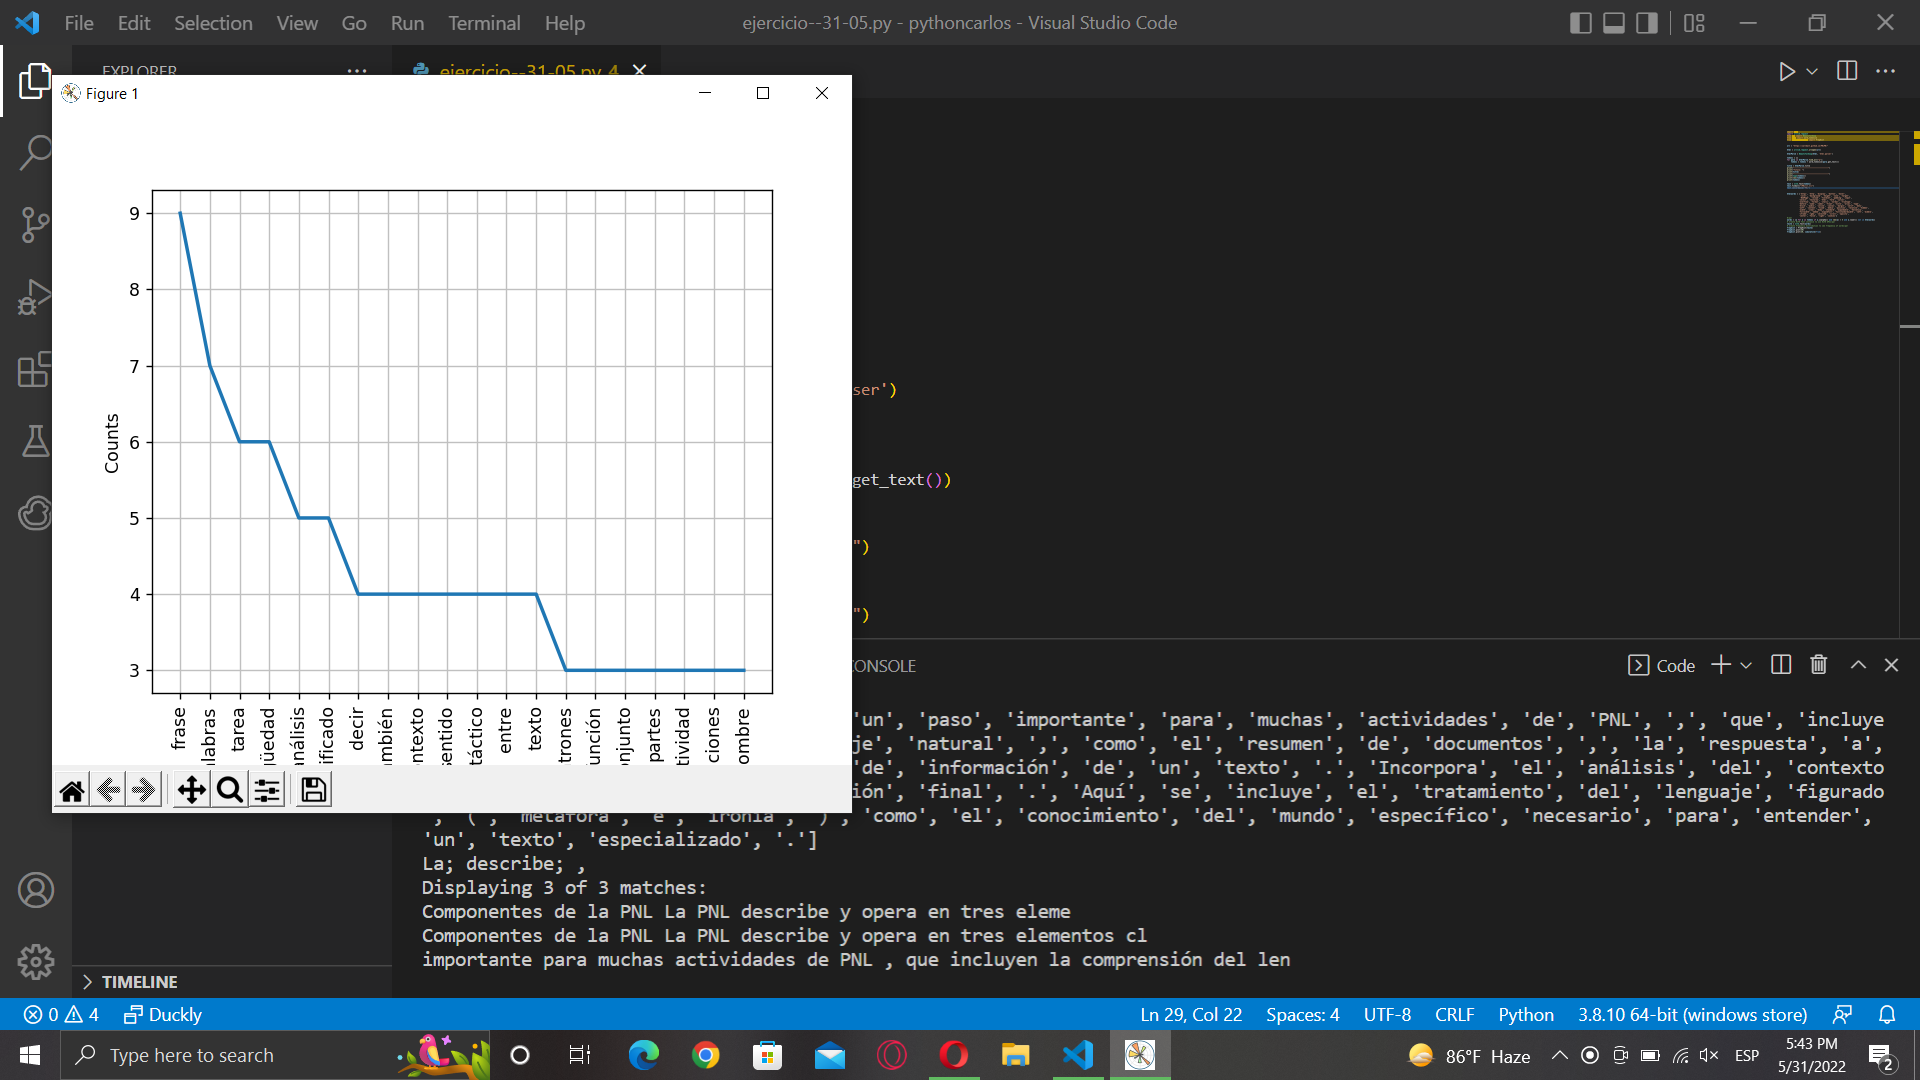 File Edit Selection View Go Run Terminal Help
ejercicio--31-05.py - pythoncarlos - Visual Studio Code
EXPLORER
ejercicio--31-05.py 4
Figure 1
9
8
7
6
5
4
3
Counts
frase
labras
tarea
güedad
análisis
ificado
decir
mbién
ntexto
entido
táctico
entre
texto
trones
unción
njunto
partes
tividad
ciones
ombre
ser')
get_text())
")
")
CONSOLE
Code
'un', 'paso', 'importante', 'para', 'muchas', 'actividades', 'de', 'PNL', ',', 'que', 'incluye
je', 'natural', ',', 'como', 'el', 'resumen', 'de', 'documentos', ',', 'la', 'respuesta', 'a',
'de', 'información', 'de', 'un', 'texto', '.', 'Incorpora', 'el', 'análisis', 'del', 'contexto
ión', 'final', '.', 'Aquí', 'se', 'incluye', 'el', 'tratamiento', 'del', 'lenguaje', 'figurado
', '(', 'metáfora', 'e', 'ironía', ')', 'como', 'el', 'conocimiento', 'del', 'mundo', 'específico', 'necesario', 'para', 'entender',
'un', 'texto', 'especializado', '.']
La; describe; ,
Displaying 3 of 3 matches:
Componentes de la PNL La PNL describe y opera en tres eleme
Componentes de la PNL La PNL describe y opera en tres elementos cl
importante para muchas actividades de PNL , que incluyen la comprensión del len
TIMELINE
0 4 Duckly
Ln 29, Col 22 Spaces: 4 UTF-8 CRLF Python 3.8.10 64-bit (windows store)
Type here to search
86°F Haze
ESP
5:43 PM
5/31/2022
2